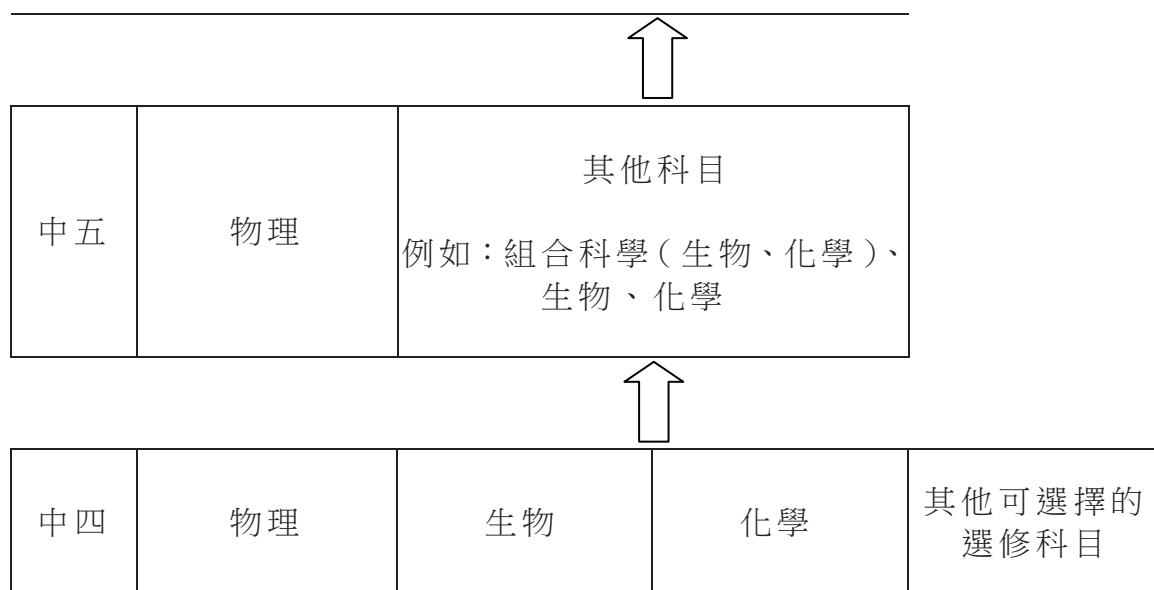 中五
物理
其他科目
例如：組合科學(生物、化學)、
生物、化學
中四
物理
生物
化學
其他可選擇的
選修科目